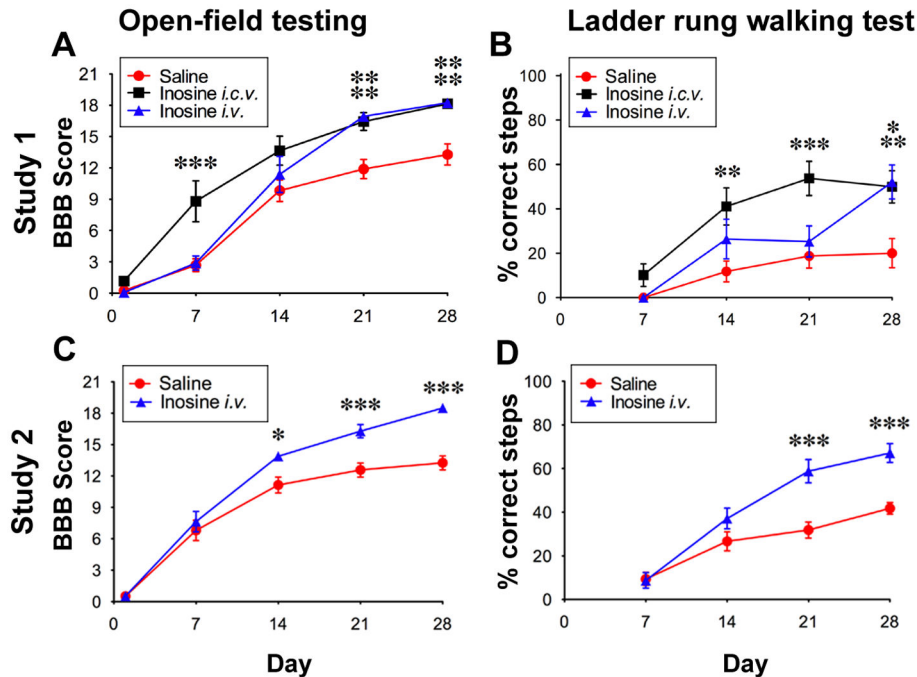 Open-field testing
Ladder rung walking test
Study 1
A
BBB Score
21
18
15
12
9
6
3
0
Saline
Inosine i.c.v.
Inosine i.v.
***
**
**
**
**
0 7 14 21 28
B
% correct steps
100
80
60
40
20
0
Saline
Inosine i.c.v.
Inosine i.v.
**
***
*
**
0 7 14 21 28
Study 2
C
BBB Score
21
18
15
12
9
6
3
0
Saline
Inosine i.v.
*
***
***
0 7 14 21 28
Day
D
% correct steps
100
80
60
40
20
0
Saline
Inosine i.v.
***
***
0 7 14 21 28
Day